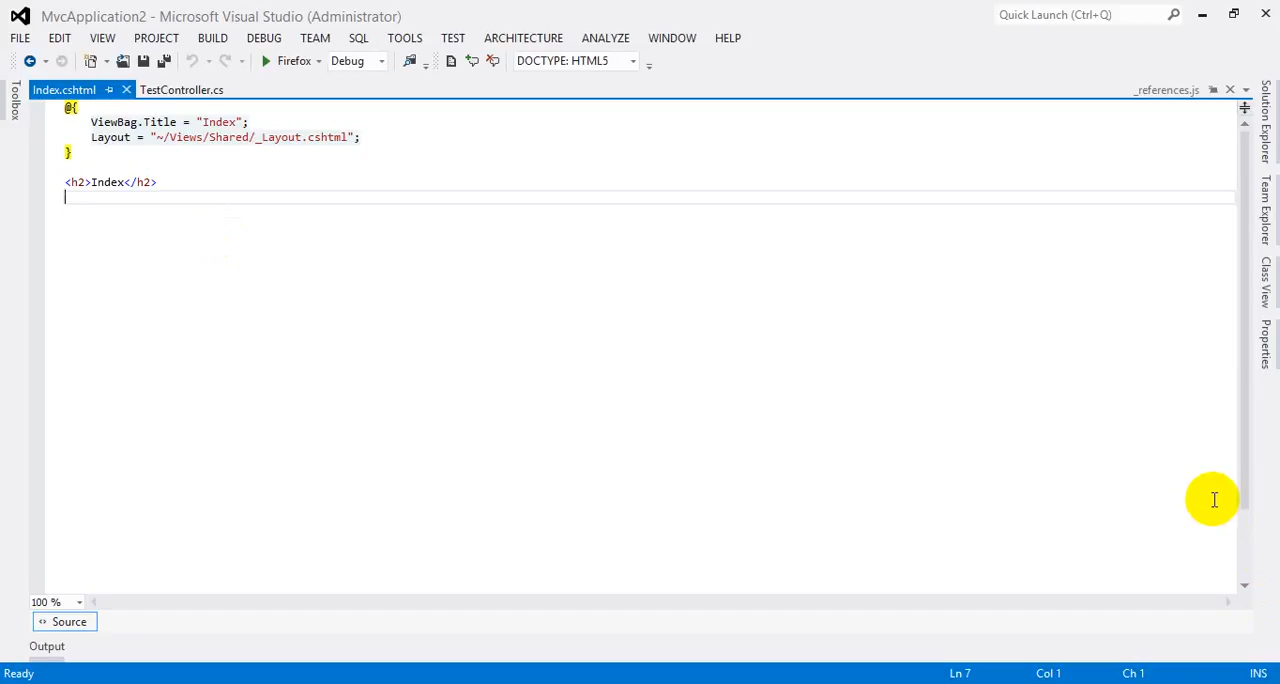 MvcApplication2 - Microsoft Visual Studio (Administrator)
Quick Launch (Ctrl+Q)
FILE EDIT VIEW PROJECT BUILD DEBUG TEAM SQL TOOLS TEST ARCHITECTURE ANALYZE WINDOW HELP
Firefox Debug DOCTYPE: HTML5
Toolbox
Index.cshtml TestController.cs _references.js
@{
ViewBag.Title = "Index";
Layout = "~/Views/Shared/_Layout.cshtml";
}
<h2>Index</h2>
Solution Explorer
Team Explorer
Class View
Properties
100 %
Source
Output
Ready Ln 7 Col 1 Ch 1 INS